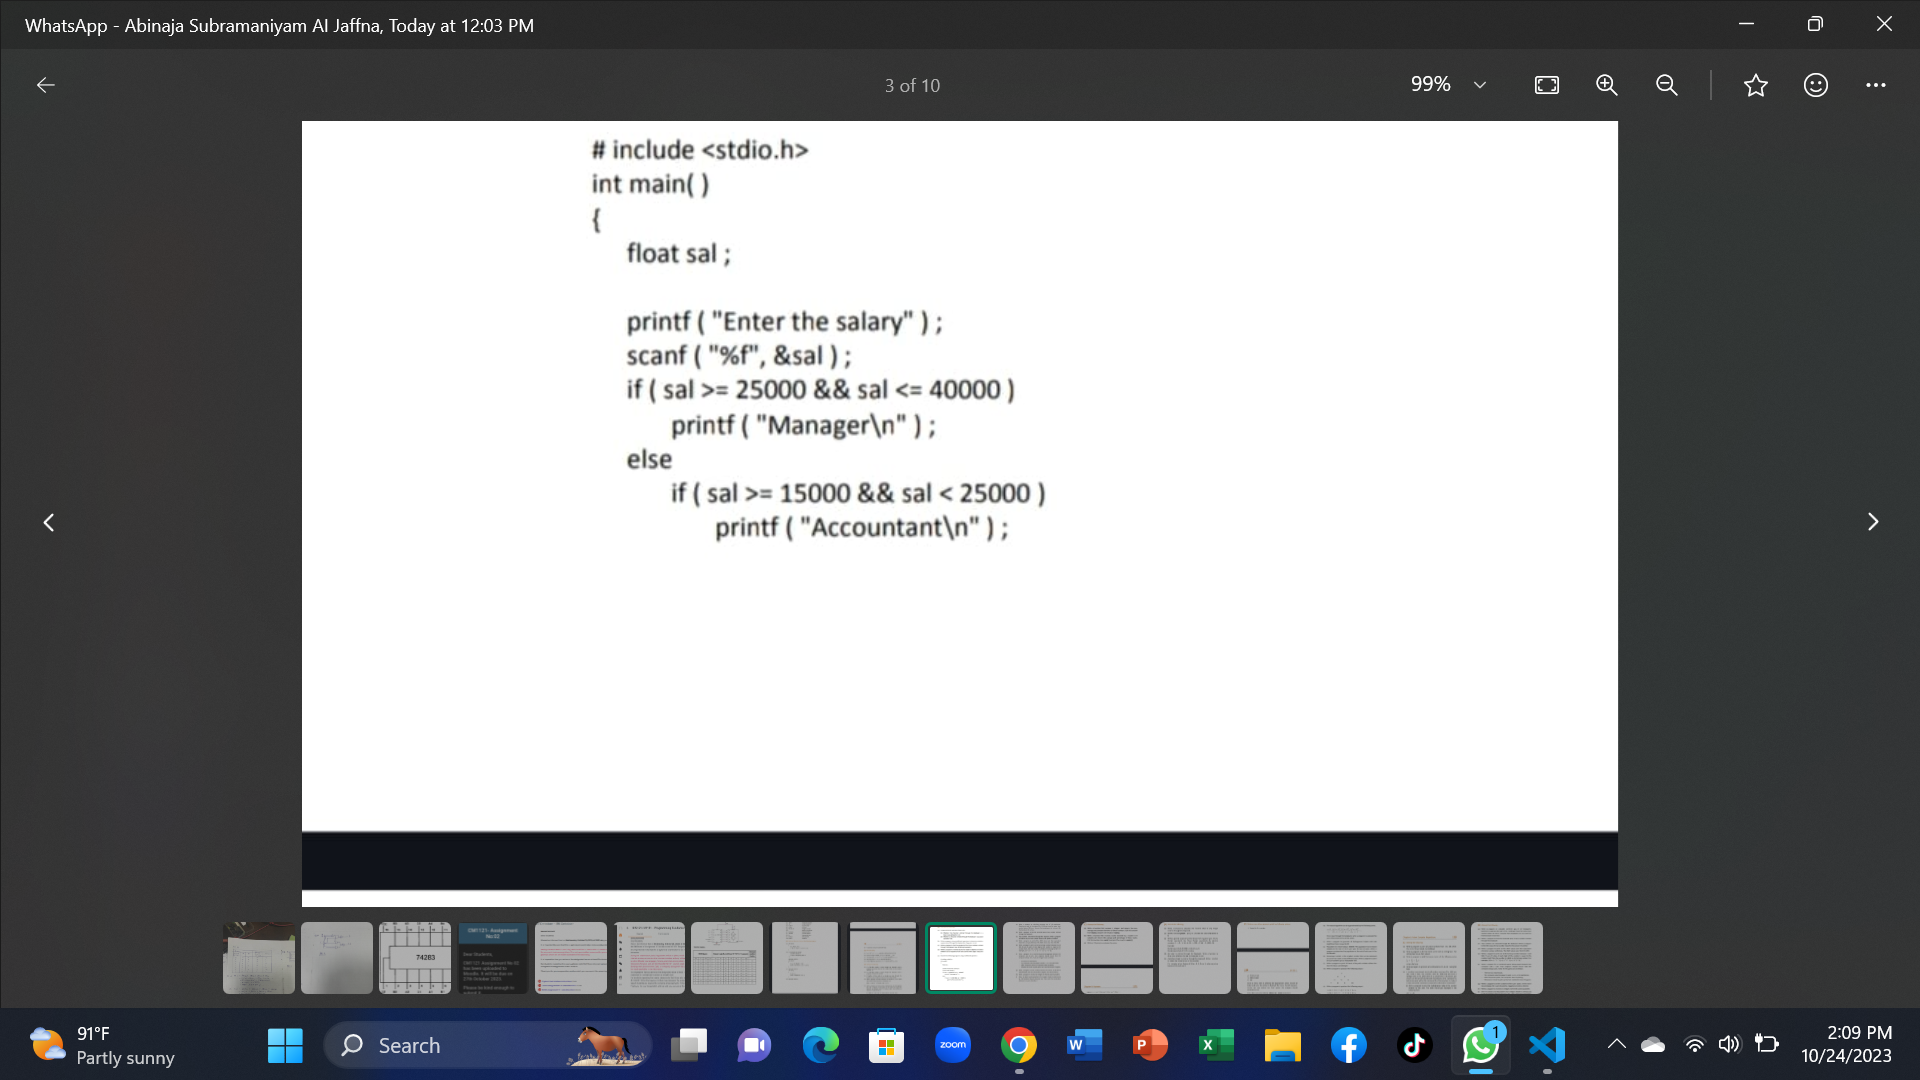 WhatsApp - Abinaja Subramaniyam AI Jaffna, Today at 12:03 PM
3 of 10
99%
# include <stdio.h>
int main( )
{
float sal ;
printf ( "Enter the salary" ) ;
scanf ( "%f", &sal ) ;
if ( sal >= 25000 && sal <= 40000 )
printf ( "Manager\n" ) ;
else
if ( sal >= 15000 && sal < 25000 )
printf ( "Accountant\n" ) ;
74283
91°F
Partly sunny
Search
zoom
1
2:09 PM
10/24/2023